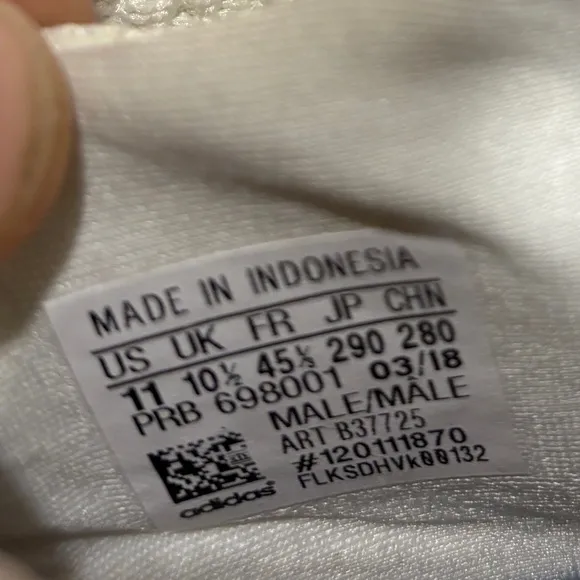 MADE IN INDONESIA
US UK FR JP CHN
11 10½ 45⅓ 290 280
PRB 698001 03/18
MALE/MÂLE
ART B37725
#120111870
FLKSDHVk00132
adidas